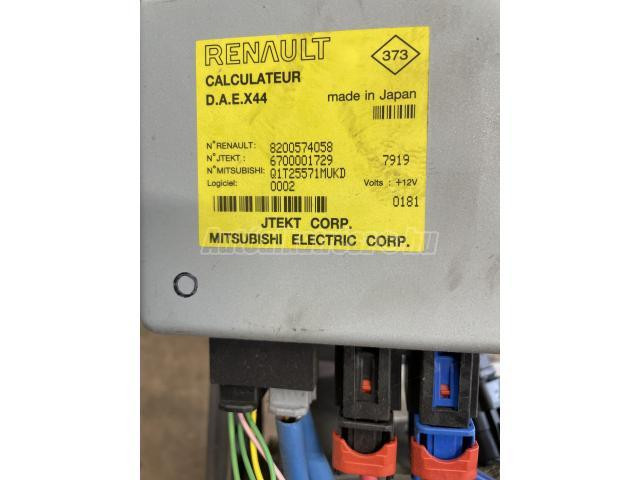 RENAULT
373
CALCULATEUR
D.A.E.X44 made in Japan
N°RENAULT: 8200574058
N°JTEKT : 6700001729 7919
N°MITSUBISHI: Q1T25571MUKD
Logiciel: 0002 Volts : +12V
0181
JTEKT CORP.
MITSUBISHI ELECTRIC CORP.